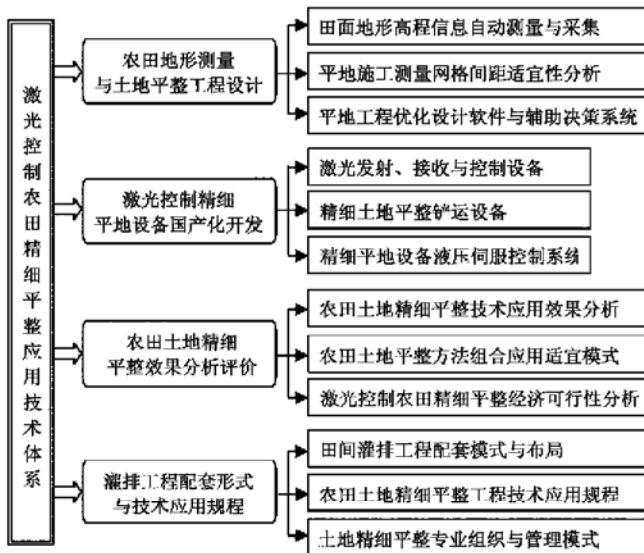 激光控制农田精细平整应用技术体系
农田地形测量
与土地平整工程设计
田面地形高程信息自动测量与采集
平地施工测量网格间距适宜性分析
平地工程优化设计软件与辅助决策系统
激光控制精细
平地设备国产化开发
激光发射、接收与控制设备
精细土地平整铲运设备
精细平地设备液压伺服控制系统
农田土地精细
平整效果分析评价
农田土地精细平整技术应用效果分析
农田土地平整方法组合应用适宜模式
激光控制农田精细平整经济可行性分析
灌排工程配套形式
与技术应用规程
田间灌排工程配套模式与布局
农田土地精细平整工程技术应用规程
土地精细平整专业组织与管理模式